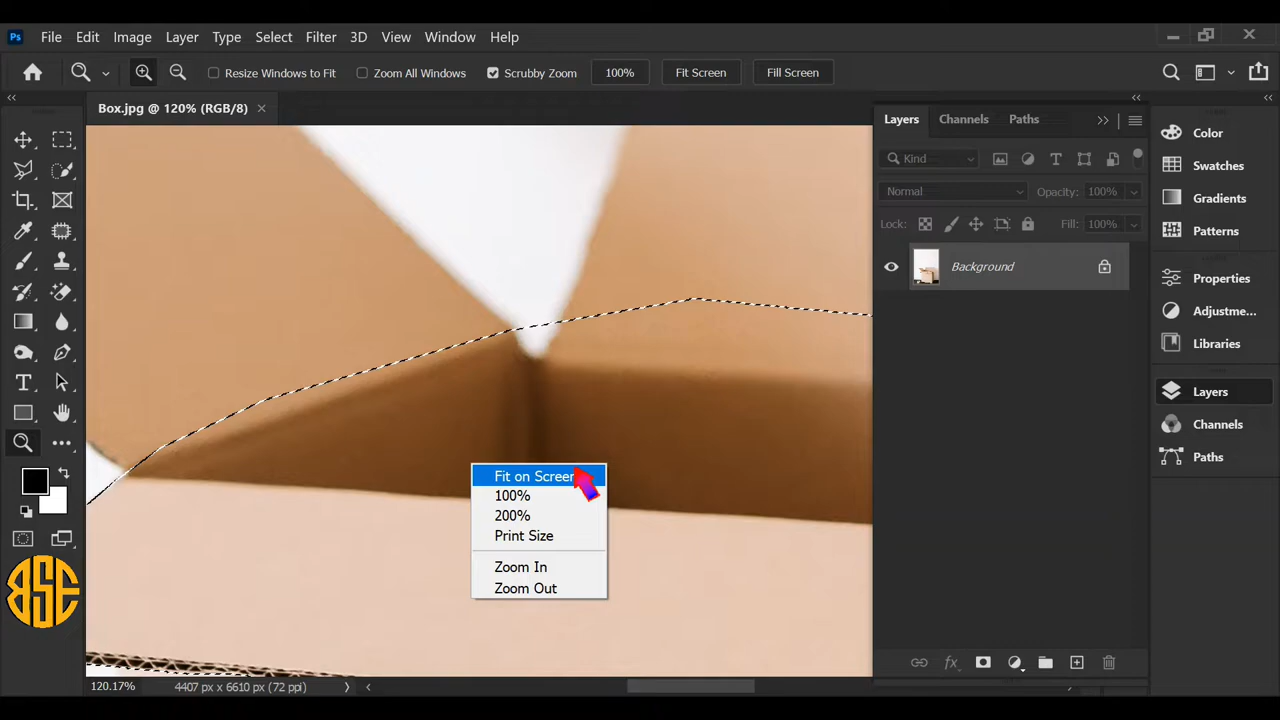 Ps File Edit Image Layer Type Select Filter 3D View Window Help
Resize Windows to Fit Zoom All Windows Scrubby Zoom 100% Fit Screen Fill Screen
Box.jpg @ 120% (RGB/8)
Layers Channels Paths
Kind
Normal Opacity: 100%
Lock: Fill: 100%
Background
Color
Swatches
Gradients
Patterns
Properties
Adjustme...
Libraries
Layers
Channels
Paths
Fit on Screen
100%
200%
Print Size
Zoom In
Zoom Out
BSE
120.17% 4407 px x 6610 px (72 ppi)